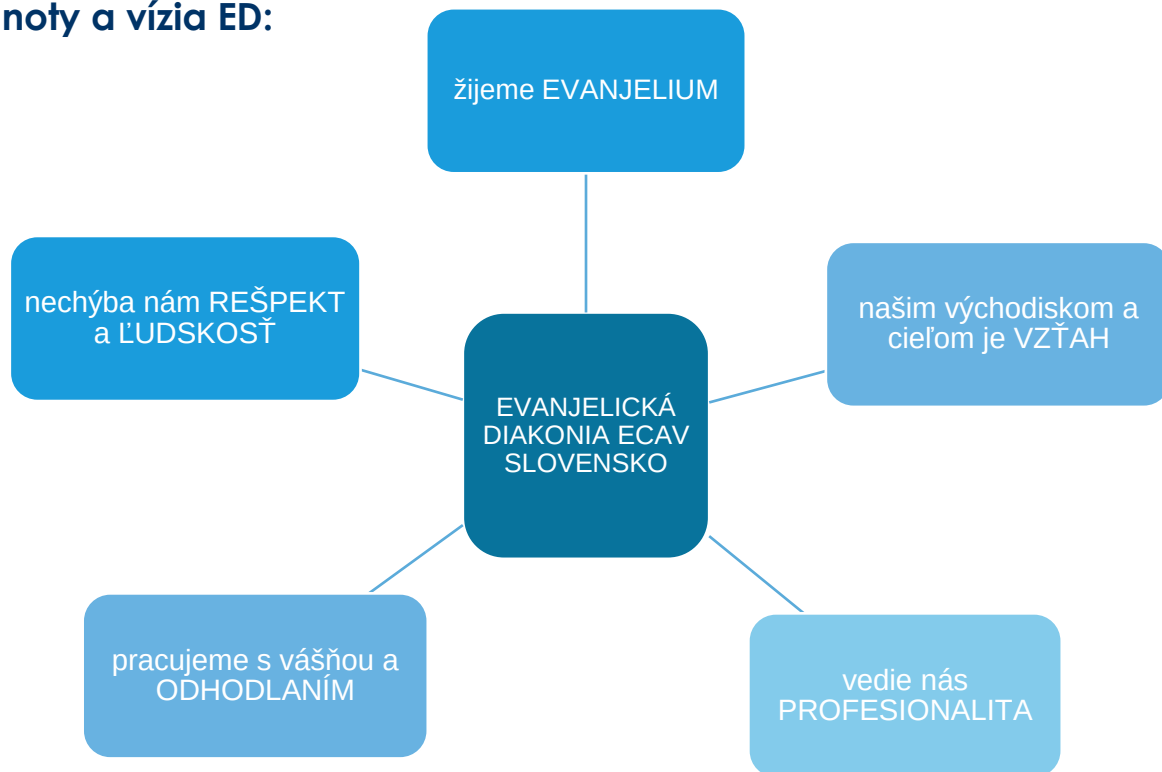 noty a vízia ED:
žijeme EVANJELIUM
nechýba nám REŠPEKT
a ĽUDSKOSŤ
našim východiskom a
cieľom je VZŤAH
EVANJELICKÁ
DIAKONIA ECAV
SLOVENSKO
pracujeme s vášňou a
ODHODLANÍM
vedie nás
PROFESIONALITA